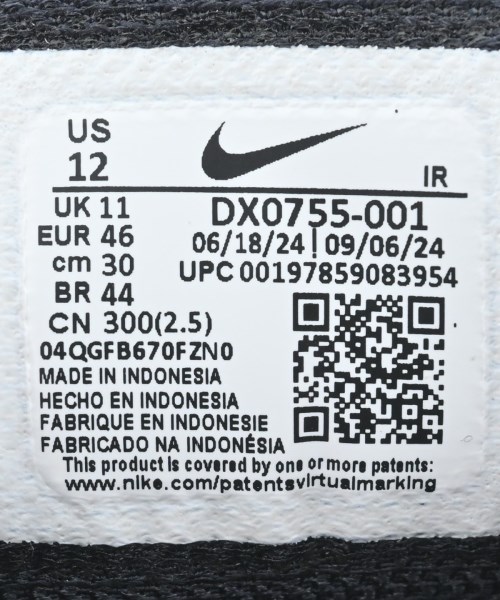 US
12
IR
UK 11
EUR 46
cm 30
BR 44
CN 300(2.5)
DX0755-001
06/18/24 | 09/06/24
UPC 00197859083954
04QGFB670FZN0
MADE IN INDONESIA
HECHO EN INDONESIA
FABRIQUE EN INDONESIE
FABRICADO NA INDONÉSIA
This product is covered by one or more patents:
www.nike.com/patentsvirtualmarking